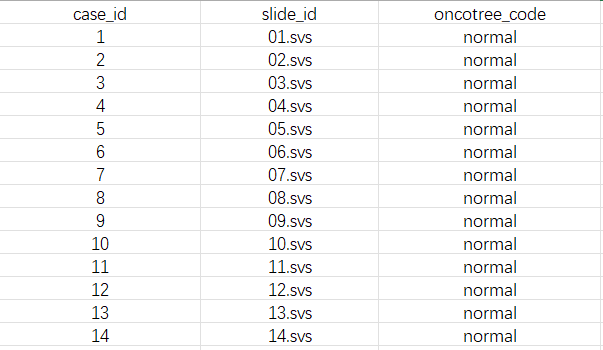 case_id slide_id oncotree_code
1 01.svs normal
2 02.svs normal
3 03.svs normal
4 04.svs normal
5 05.svs normal
6 06.svs normal
7 07.svs normal
8 08.svs normal
9 09.svs normal
10 10.svs normal
11 11.svs normal
12 12.svs normal
13 13.svs normal
14 14.svs normal